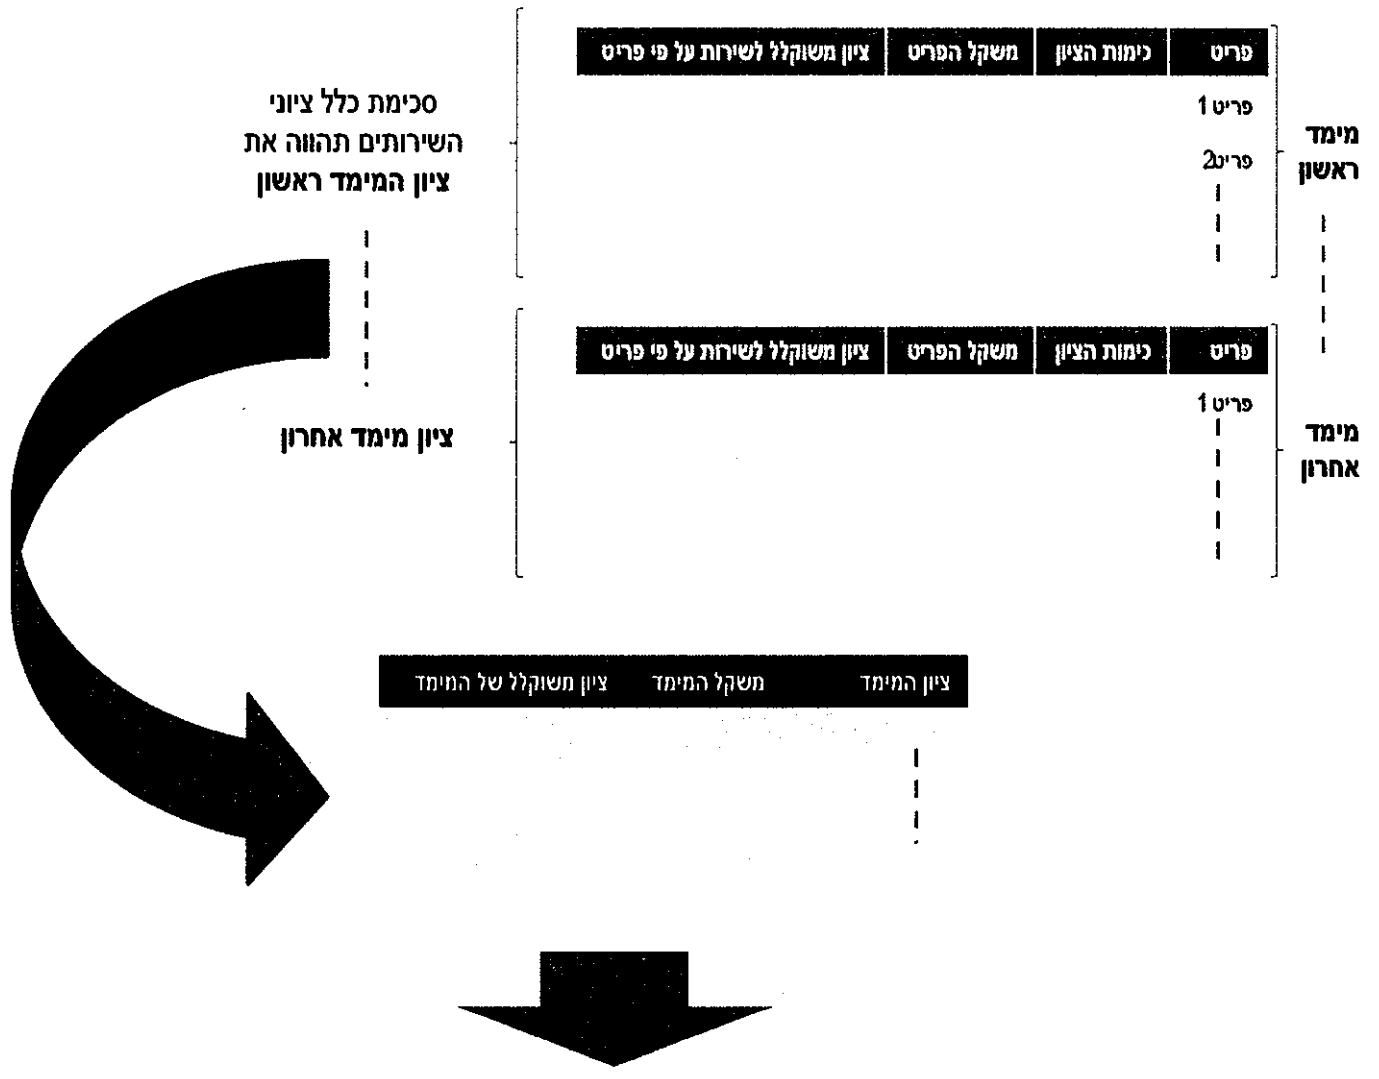 פריט כימות הציון משקל הפריט ציון משוקלל לשירות על פי פריט
פריט 1
פריט 2
מימד
ראשון
סכימת כלל ציוני
השירותים תהווה את
ציון המימד ראשון
פריט כימות הציון משקל הפריט ציון משוקלל לשירות על פי פריט
פריט 1
מימד
אחרון
ציון מימד אחרון
ציון המימד משקל המימד ציון משוקלל של המימד